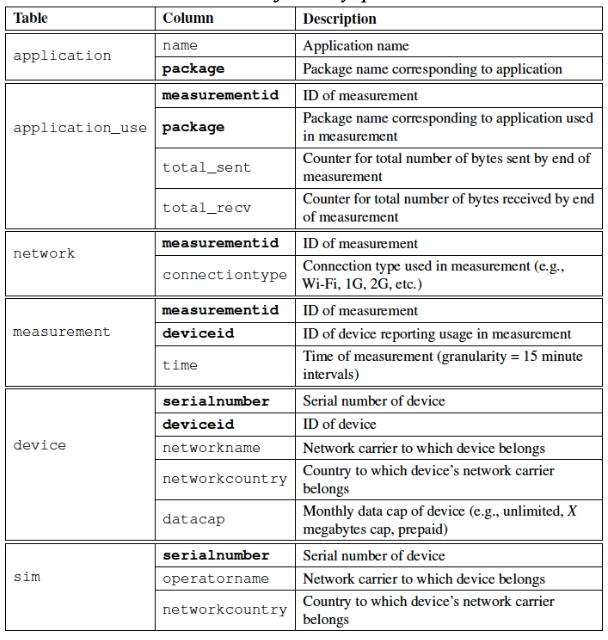 Table Column Description
application name Application name
package Package name corresponding to application
application_use measurementid ID of measurement
package Package name corresponding to application used
in measurement
total_sent Counter for total number of bytes sent by end of
measurement
total_recv Counter for total number of bytes received by end
of measurement
network measurementid ID of measurement
connectiontype Connection type used in measurement (e.g.,
Wi-Fi, 1G, 2G, etc.)
measurement measurementid ID of measurement
deviceid ID of device reporting usage in measurement
time Time of measurement (granularity = 15 minute
intervals)
device serialnumber Serial number of device
deviceid ID of device
networkname Network carrier to which device belongs
networkcountry Country to which device's network carrier
belongs
datacap Monthly data cap of device (e.g., unlimited, X
megabytes cap, prepaid)
sim serialnumber Serial number of device
operatorname Network carrier to which device belongs
networkcountry Country to which device's network carrier
belongs